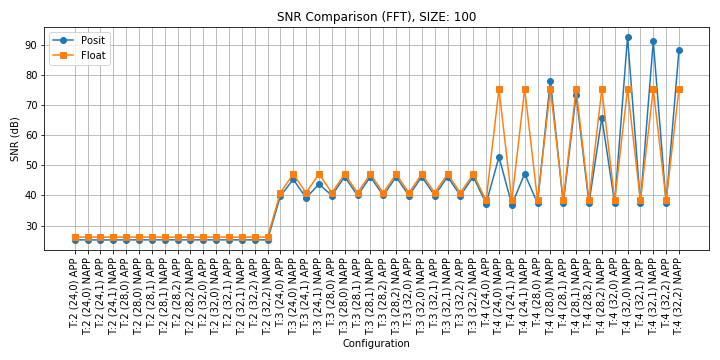 SNR Comparison (FFT), SIZE: 100
Posit
Float
SNR (dB)
90
80
70
60
50
40
30
T:2 (24,0) APP
T:2 (24,0) NAPP
T:2 (24,1) APP
T:2 (24,1) NAPP
T:2 (28,0) APP
T:2 (28,0) NAPP
T:2 (28,1) APP
T:2 (28,1) NAPP
T:2 (28,2) APP
T:2 (28,2) NAPP
T:2 (32,0) APP
T:2 (32,0) NAPP
T:2 (32,1) APP
T:2 (32,1) NAPP
T:2 (32,2) APP
T:2 (32,2) NAPP
T:3 (24,0) APP
T:3 (24,0) NAPP
T:3 (24,1) APP
T:3 (24,1) NAPP
T:3 (28,0) APP
T:3 (28,0) NAPP
T:3 (28,1) APP
T:3 (28,1) NAPP
T:3 (28,2) APP
T:3 (28,2) NAPP
T:3 (32,0) APP
T:3 (32,0) NAPP
T:3 (32,1) APP
T:3 (32,1) NAPP
T:3 (32,2) APP
T:3 (32,2) NAPP
T:4 (24,0) APP
T:4 (24,0) NAPP
T:4 (24,1) APP
T:4 (24,1) NAPP
T:4 (28,0) APP
T:4 (28,0) NAPP
T:4 (28,1) APP
T:4 (28,1) NAPP
T:4 (28,2) APP
T:4 (28,2) NAPP
T:4 (32,0) APP
T:4 (32,0) NAPP
T:4 (32,1) APP
T:4 (32,1) NAPP
T:4 (32,2) APP
T:4 (32,2) NAPP
Configuration